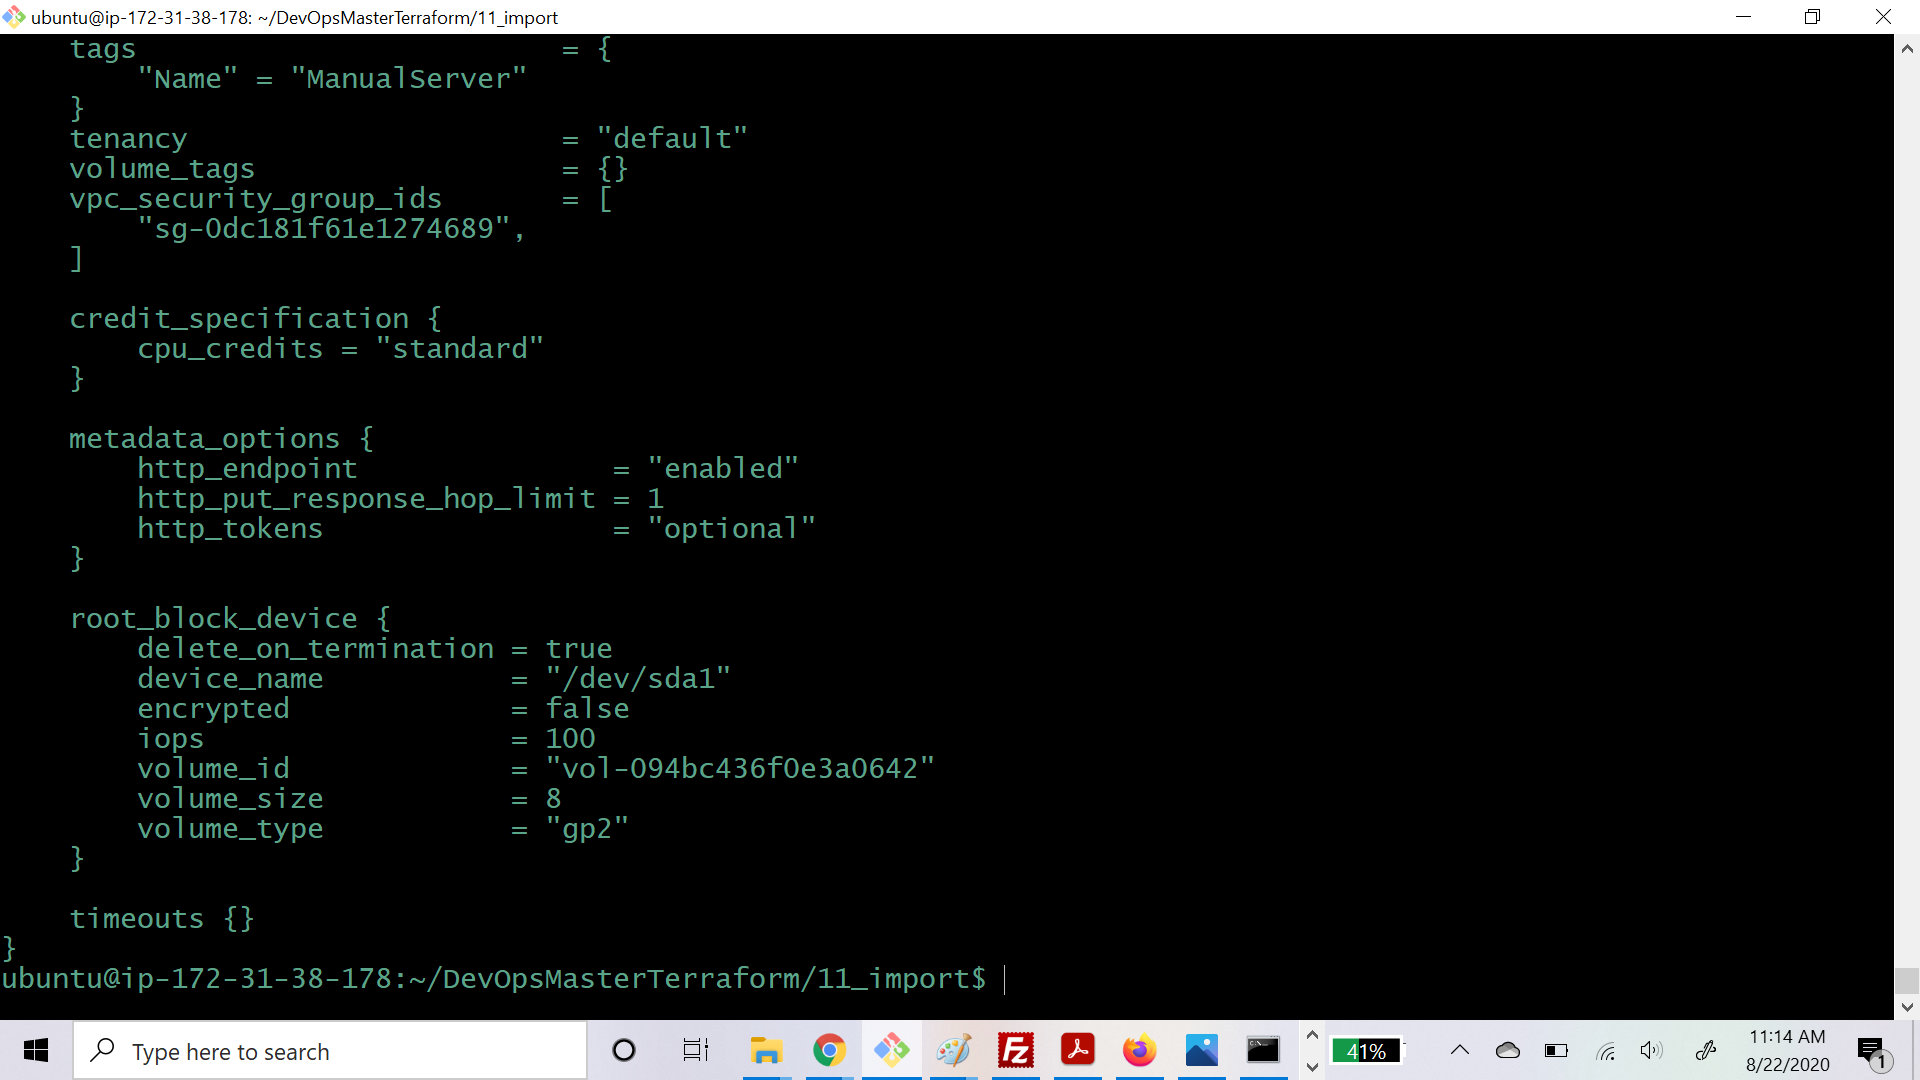 ubuntu@ip-172-31-38-178: ~/DevOpsMasterTerraform/11_import
tags = {
"Name" = "ManualServer"
}
tenancy = "default"
volume_tags = {}
vpc_security_group_ids = [
"sg-0dc181f61e1274689",
]
credit_specification {
cpu_credits = "standard"
}
metadata_options {
http_endpoint = "enabled"
http_put_response_hop_limit = 1
http_tokens = "optional"
}
root_block_device {
delete_on_termination = true
device_name = "/dev/sda1"
encrypted = false
iops = 100
volume_id = "vol-094bc436f0e3a0642"
volume_size = 8
volume_type = "gp2"
}
timeouts {}
}
ubuntu@ip-172-31-38-178:~/DevOpsMasterTerraform/11_import$
Type here to search
Fz
41%
11:14 AM
8/22/2020
1